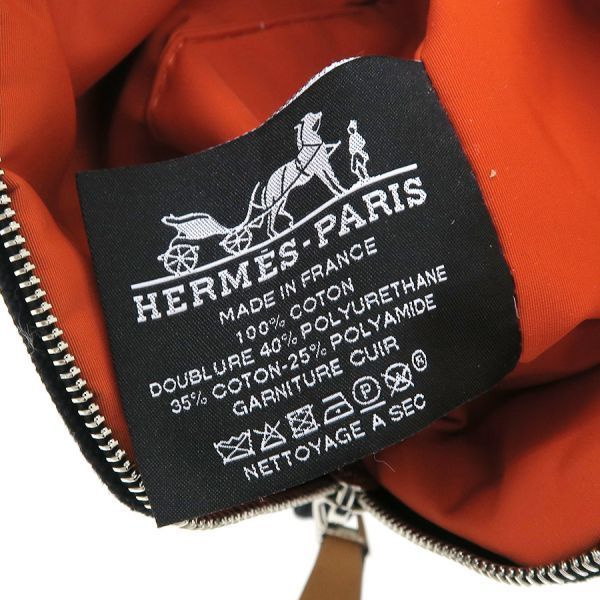 HERMES-PARIS
MADE IN FRANCE
100% COTON
DOUBLURE 40% POLYURETHANE
35% COTON-25% POLYAMIDE
GARNITURE CUIR
P ®
NETTOYAGE A SEC